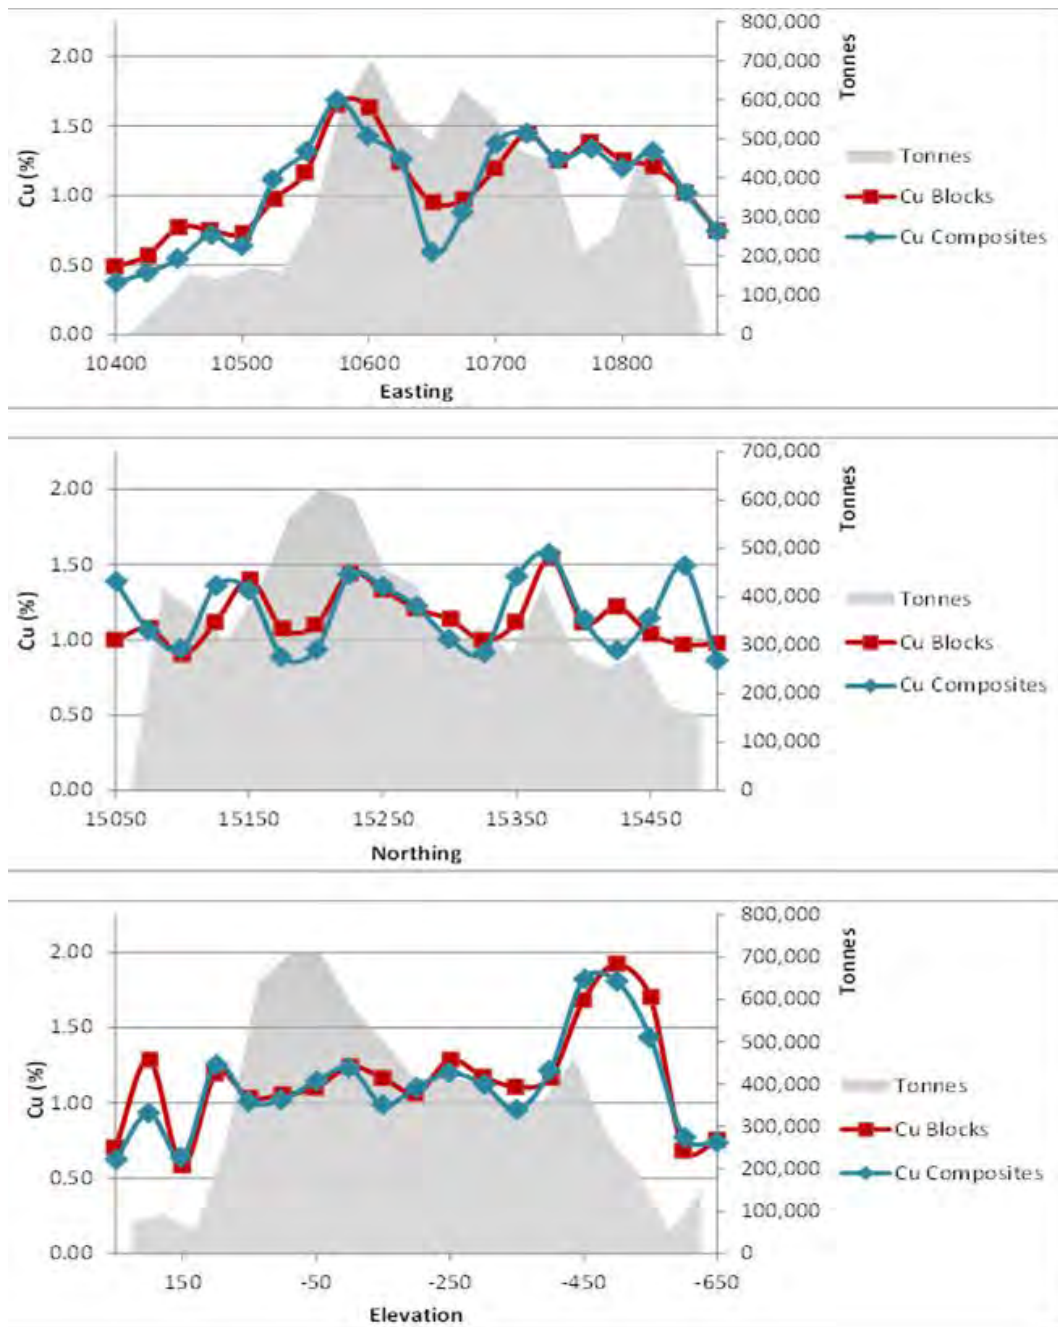 800,000
2.00
700,000
600,000
1.50
500,000
Cu (%)
Tonnes
Tonnes
1.00
400,000
Cu Blocks
300,000
Cu Composites
0.50
200,000
100,000
0.00
0
10400 10500 10600 10700 10800
Easting
700,000
2.00
600,000
500,000
1.50
Cu (%)
Tonnes
400,000
Tonnes
1.00
300,000
Cu Blocks
Cu Composites
0.50
200,000
100,000
0.00
0
15050 15150 15250 15350 15450
Northing
800,000
2.00
700,000
600,000
1.50
500,000
Cu (%)
Tonnes
Tonnes
1.00
400,000
Cu Blocks
300,000
Cu Composites
0.50
200,000
100,000
0.00
0
150 -50 -250 -450 -650
Elevation